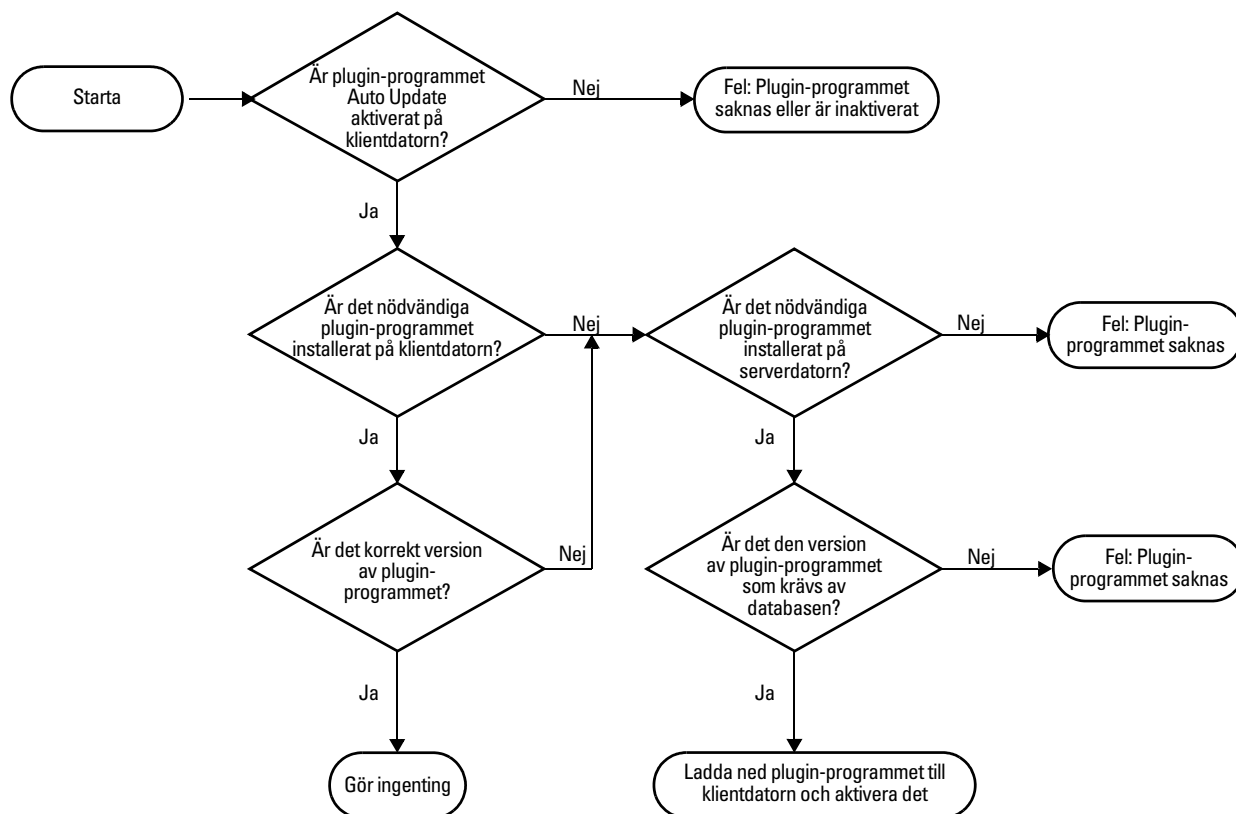 Starta
Är plugin-programmet
Auto Update
aktiverat på
klientdatorn?
Nej
Fel: Plugin-programmet
saknas eller är inaktiverat
Ja
Är det nödvändiga
plugin-programmet
installerat på klientdatorn?
Nej
Är det nödvändiga
plugin-programmet
installerat på
serverdatorn?
Nej
Fel: Plugin-
programmet saknas
Ja
Ja
Är det korrekt version
av plugin-
programmet?
Nej
Är det den version
av plugin-programmet
som krävs av
databasen?
Nej
Fel: Plugin-
programmet saknas
Ja
Ja
Gör ingenting
Ladda ned plugin-programmet till
klientdatorn och aktivera det